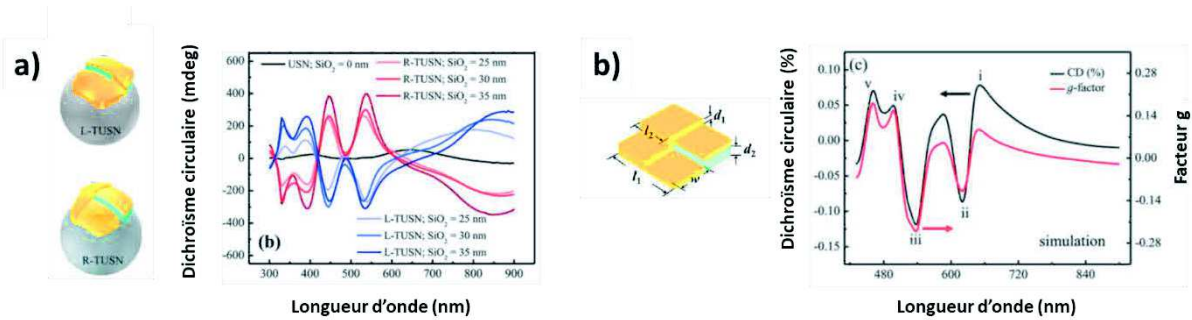 a)
L-TUSN
R-TUSN
Dichroïsme circulaire (mdeg)
600
400
200
0
-200
-400
-600
USN; SiO2 = 0 nm
R-TUSN; SiO2 = 25 nm
R-TUSN; SiO2 = 30 nm
R-TUSN; SiO2 = 35 nm
L-TUSN; SiO2 = 25 nm
L-TUSN; SiO2 = 30 nm
L-TUSN; SiO2 = 35 nm
(b)
300 400 500 600 700 800 900
Longueur d’onde (nm)
b)
l2
d1
d2
l1
w
Dichroïsme circulaire (%)
(c)
0.10
0.05
0.00
-0.05
-0.10
-0.15
v
iv
i
iii
ii
CD (%)
g-factor
simulation
0.28
0.14
0.00
-0.14
-0.28
Facteur g
480 600 720 840
Longueur d’onde (nm)